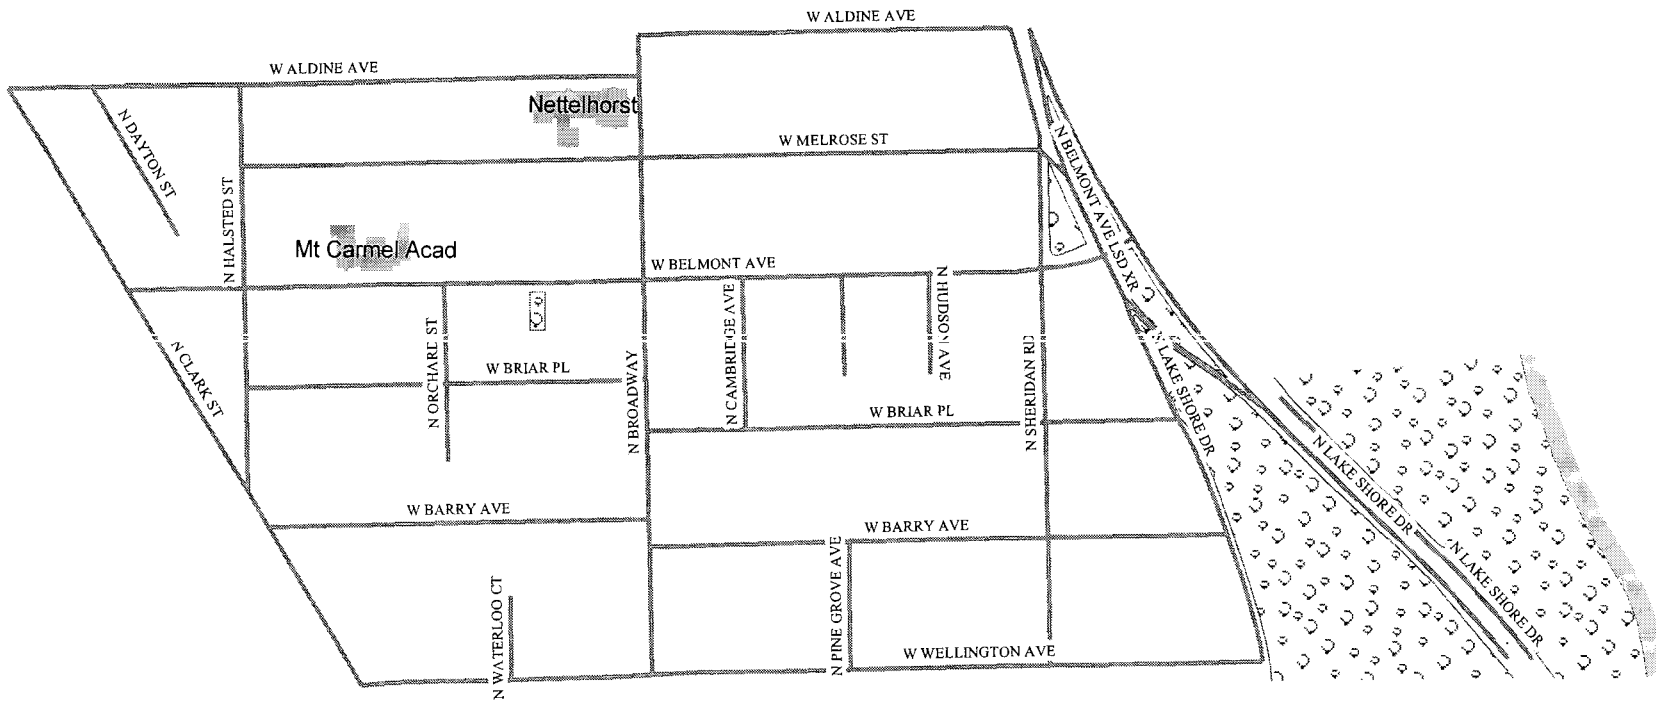 W ALDINE AVE
W ALDINE AVE
Nettelhorst
N DAYTON ST
W MELROSE ST
N BELMONT AVE LSD XR
N HALSTED ST
Mt Carmel Acad
W BELMONT AVE
N HUDSON AVE
N CAMBRIDGE AVE
N ORCHARD ST
N CLARK ST
W BRIAR PL
N BROADWAY
N SHERIDAN RD
N LAKE SHORE DR
W BRIAR PL
N LAKE SHORE DR
W BARRY AVE
W BARRY AVE
N LAKE SHORE DR
N WATERLOO CT
N PINE GROVE AVE
W WELLINGTON AVE